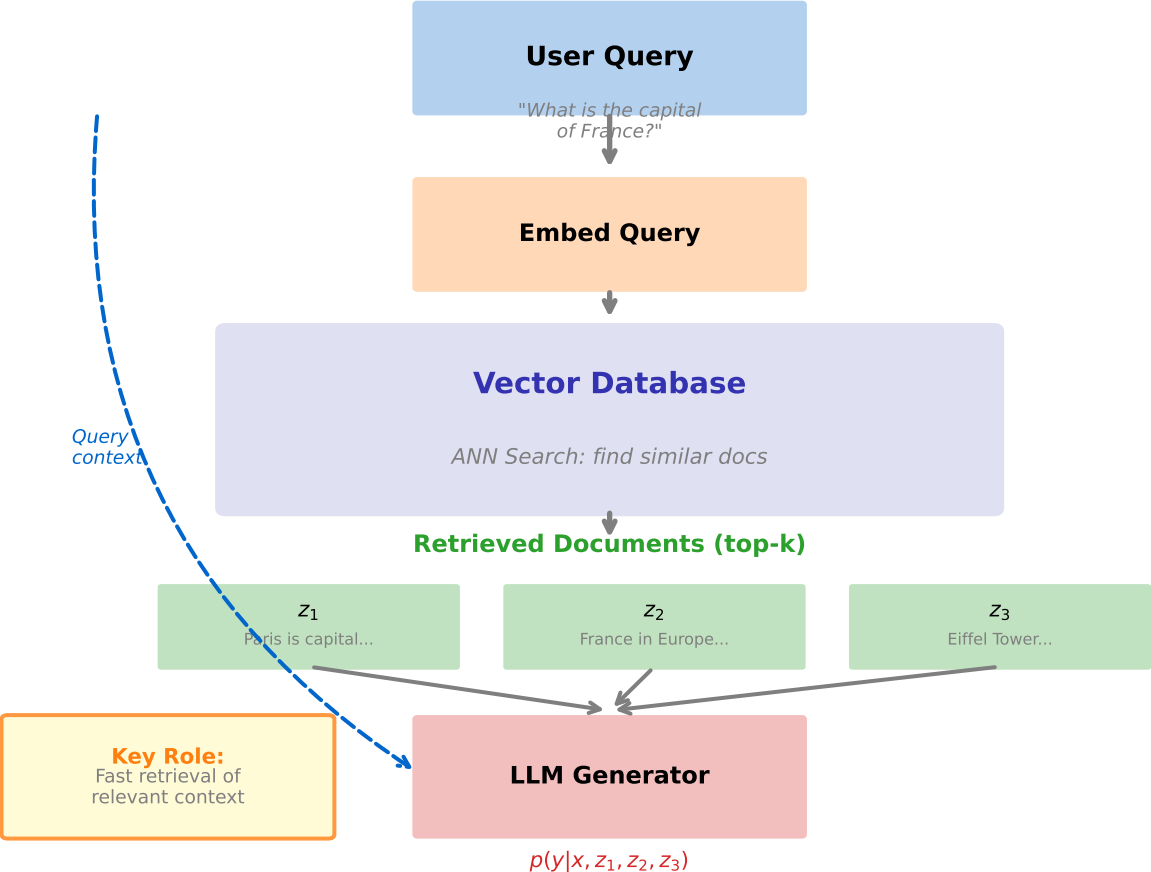 User Query
"What is the capital
of France?"
Embed Query
Vector Database
ANN Search: find similar docs
Query
context
Retrieved Documents (top-k)
z₁
Paris is capital...
z₂
France in Europe...
z₃
Eiffel Tower...
Key Role:
Fast retrieval of
relevant context
LLM Generator
p(y|x, z₁, z₂, z₃)